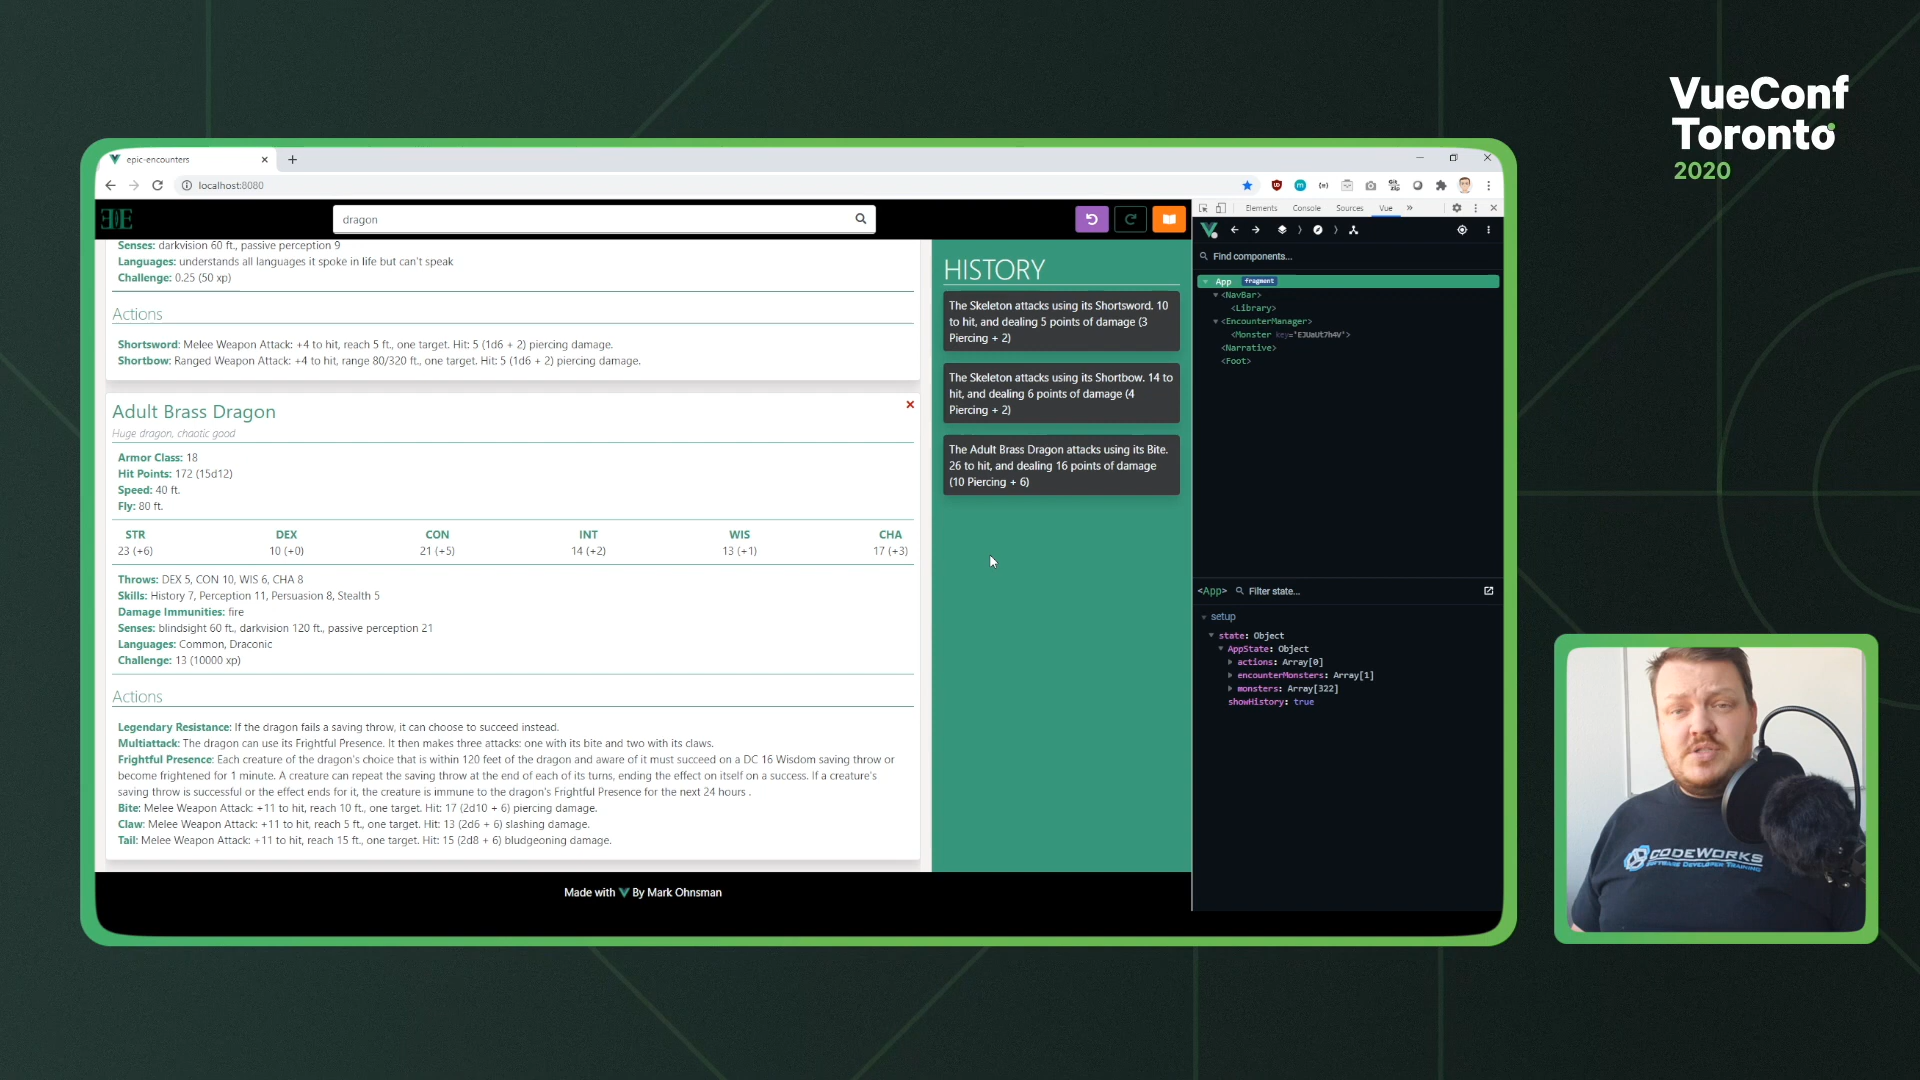 VueConf
Toronto
2020
epic-encounters
localhost:8080
dragon
Elements
Console
Sources
Vue
»
Senses: darkvision 60 ft., passive perception 9
Languages: understands all languages it spoke in life but can't speak
Challenge: 0.25 (50 xp)
Actions
Shortsword: Melee Weapon Attack: +4 to hit, reach 5 ft., one target. Hit: 5 (1d6 + 2) piercing damage.
Shortbow: Ranged Weapon Attack: +4 to hit, range 80/320 ft., one target. Hit: 5 (1d6 + 2) piercing damage.
Adult Brass Dragon
Huge dragon, chaotic good
Armor Class: 18
Hit Points: 172 (15d12)
Speed: 40 ft.
Fly: 80 ft.
STR DEX CON INT WIS CHA
23 (+6) 10 (+0) 21 (+5) 14 (+2) 13 (+1) 17 (+3)
Throws: DEX 5, CON 10, WIS 6, CHA 8
Skills: History 7, Perception 11, Persuasion 8, Stealth 5
Damage Immunities: fire
Senses: blindsight 60 ft., darkvision 120 ft., passive perception 21
Languages: Common, Draconic
Challenge: 13 (10000 xp)
Actions
Legendary Resistance: If the dragon fails a saving throw, it can choose to succeed instead.
Multiattack: The dragon can use its Frightful Presence. It then makes three attacks: one with its bite and two with its claws.
Frightful Presence: Each creature of the dragon's choice that is within 120 feet of the dragon and aware of it must succeed on a DC 16 Wisdom saving throw or
become frightened for 1 minute. A creature can repeat the saving throw at the end of each of its turns, ending the effect on itself on a success. If a creature's
saving throw is successful or the effect ends for it, the creature is immune to the dragon's Frightful Presence for the next 24 hours .
Bite: Melee Weapon Attack: +11 to hit, reach 10 ft., one target. Hit: 17 (2d10 + 6) piercing damage.
Claw: Melee Weapon Attack: +11 to hit, reach 5 ft., one target. Hit: 13 (2d6 + 6) slashing damage.
Tail: Melee Weapon Attack: +11 to hit, reach 15 ft., one target. Hit: 15 (2d8 + 6) bludgeoning damage.
HISTORY
The Skeleton attacks using its Shortsword. 10
to hit, and dealing 5 points of damage (3
Piercing + 2)
The Skeleton attacks using its Shortbow. 14 to
hit, and dealing 6 points of damage (4
Piercing + 2)
The Adult Brass Dragon attacks using its Bite.
26 to hit, and dealing 16 points of damage
(10 Piercing + 6)
Find components...
App fragment
<NavBar>
<Library>
<EncounterManager>
<Monster key='EJUaUt7h4V'>
<Narrative>
<Foot>
<App> Filter state...
setup
state: Object
AppState: Object
actions: Array[0]
encounterMonsters: Array[1]
monsters: Array[322]
showHistory: true
Made with By Mark Ohnsman
CODEWORKS
SOFTWARE DEVELOPER TRAINING